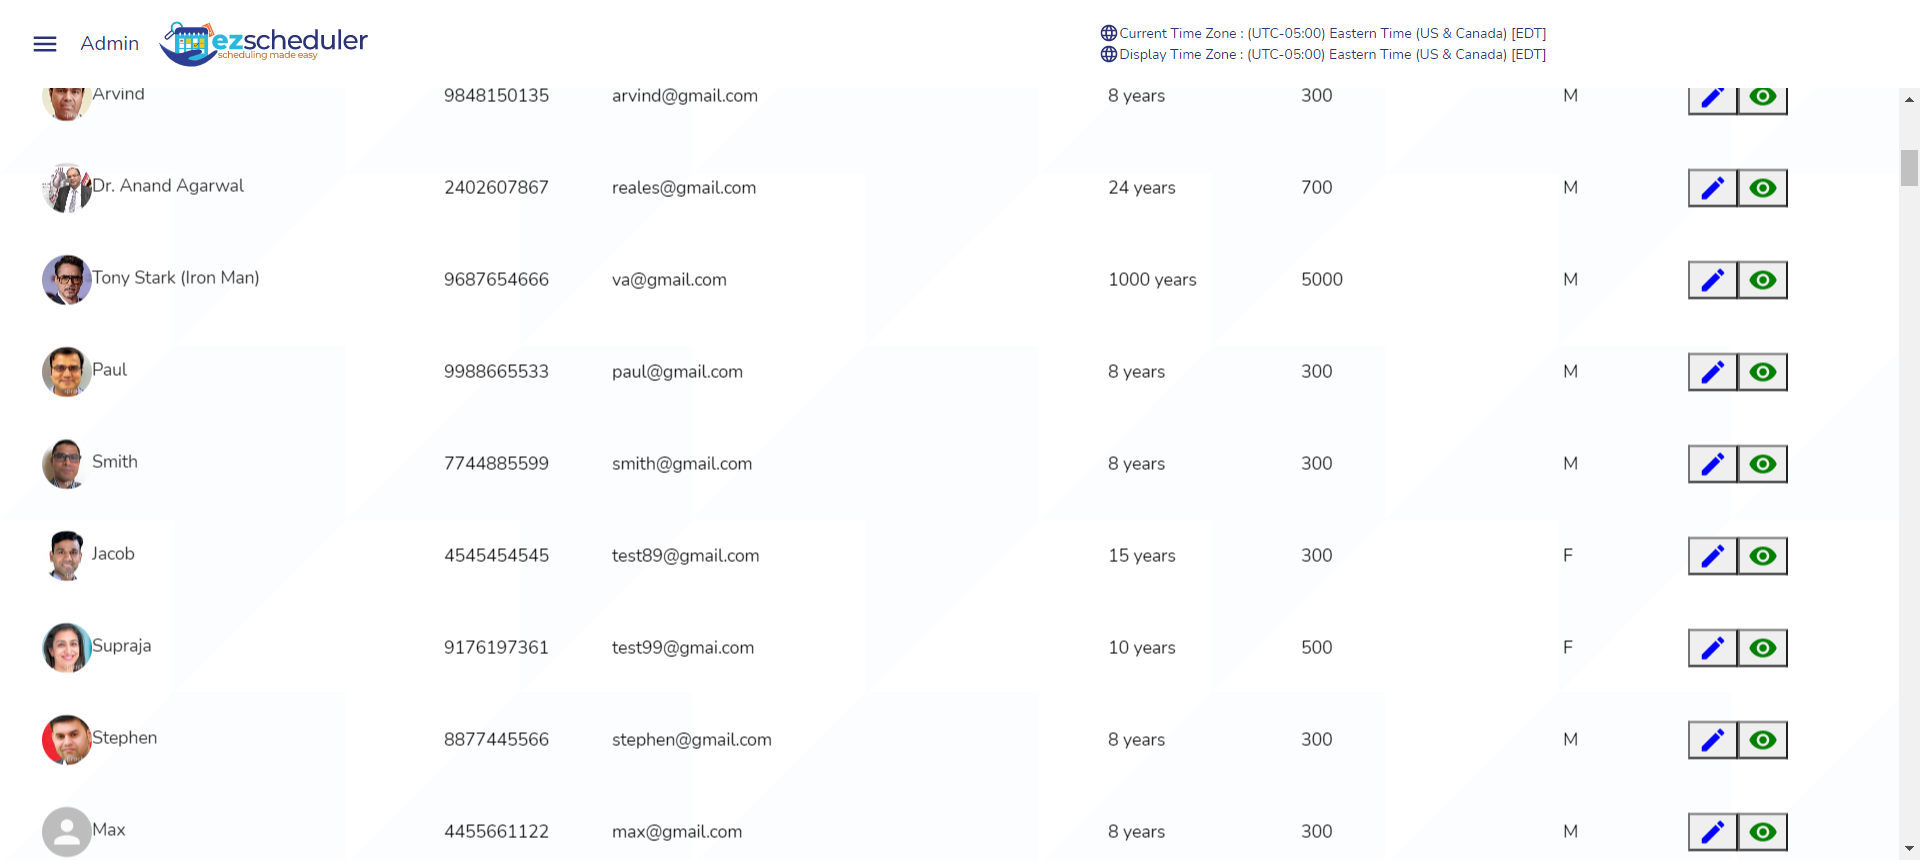 Admin
ezscheduler
scheduling made easy
Current Time Zone : (UTC-05:00) Eastern Time (US & Canada) [EDT]
Display Time Zone : (UTC-05:00) Eastern Time (US & Canada) [EDT]
Arvind 9848150135 arvind@gmail.com 8 years 300 M
Dr. Anand Agarwal 2402607867 reales@gmail.com 24 years 700 M
Tony Stark (Iron Man) 9687654666 va@gmail.com 1000 years 5000 M
Paul 9988665533 paul@gmail.com 8 years 300 M
Smith 7744885599 smith@gmail.com 8 years 300 M
Jacob 4545454545 test89@gmail.com 15 years 300 F
Supraja 9176197361 test99@gmai.com 10 years 500 F
Stephen 8877445566 stephen@gmail.com 8 years 300 M
Max 4455661122 max@gmail.com 8 years 300 M